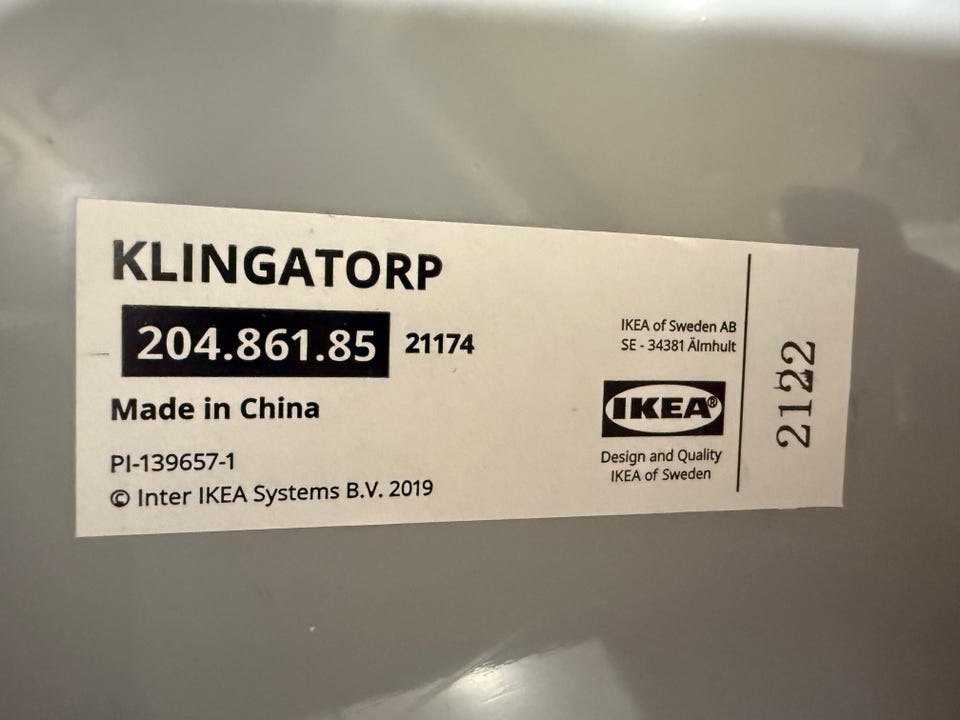 KLINGATORP
204.861.85 21174
Made in China
PI-139657-1
© Inter IKEA Systems B.V. 2019
IKEA of Sweden AB
SE - 34381 Älmhult
IKEA®
Design and Quality
IKEA of Sweden
2122